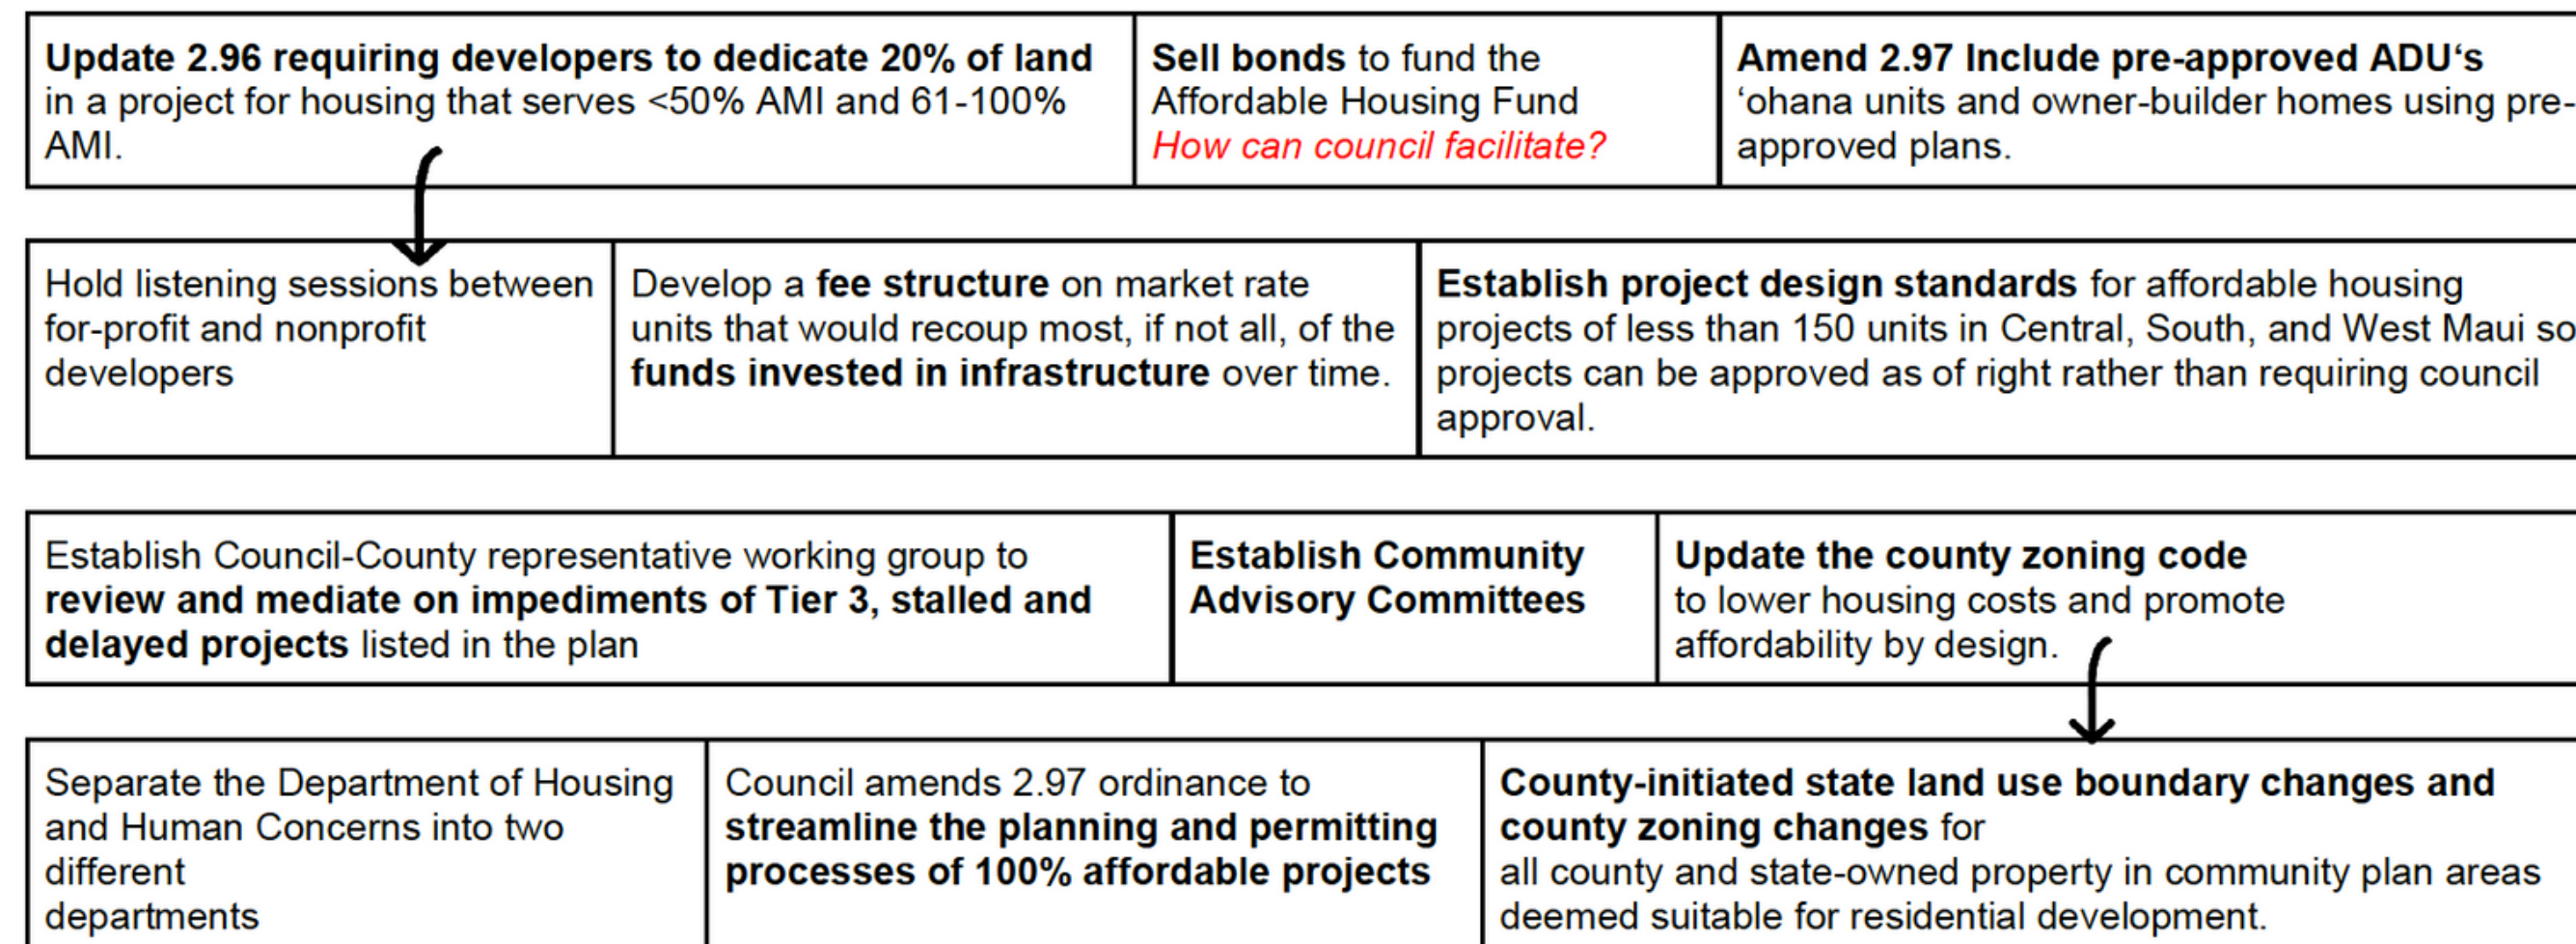 Update 2.96 requiring developers to dedicate 20% of land
in a project for housing that serves <50% AMI and 61-100%
AMI.
Sell bonds to fund the
Affordable Housing Fund
How can council facilitate?
Amend 2.97 Include pre-approved ADU‘s
‘ohana units and owner-builder homes using pre-
approved plans.
Hold listening sessions between
for-profit and nonprofit
developers
Develop a fee structure on market rate
units that would recoup most, if not all, of the
funds invested in infrastructure over time.
Establish project design standards for affordable housing
projects of less than 150 units in Central, South, and West Maui so
projects can be approved as of right rather than requiring council
approval.
Establish Council-County representative working group to
review and mediate on impediments of Tier 3, stalled and
delayed projects listed in the plan
Establish Community
Advisory Committees
Update the county zoning code
to lower housing costs and promote
affordability by design.
Separate the Department of Housing
and Human Concerns into two
different
departments
Council amends 2.97 ordinance to
streamline the planning and permitting
processes of 100% affordable projects
County-initiated state land use boundary changes and
county zoning changes for
all county and state-owned property in community plan areas
deemed suitable for residential development.